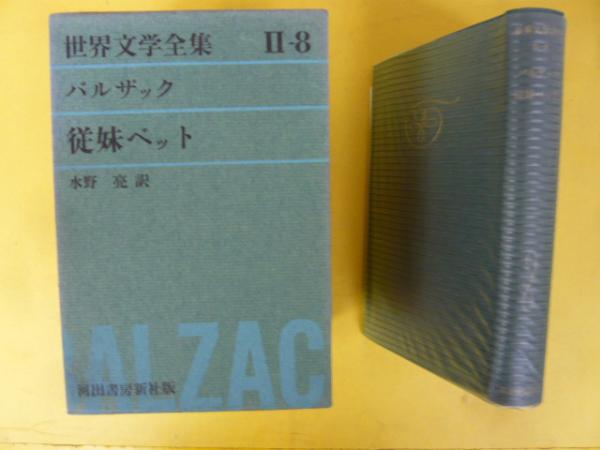 世界文学全集 II-8
バルザック
従妹ベット
水野 亮 訳
BALZAC
河出書房新社版